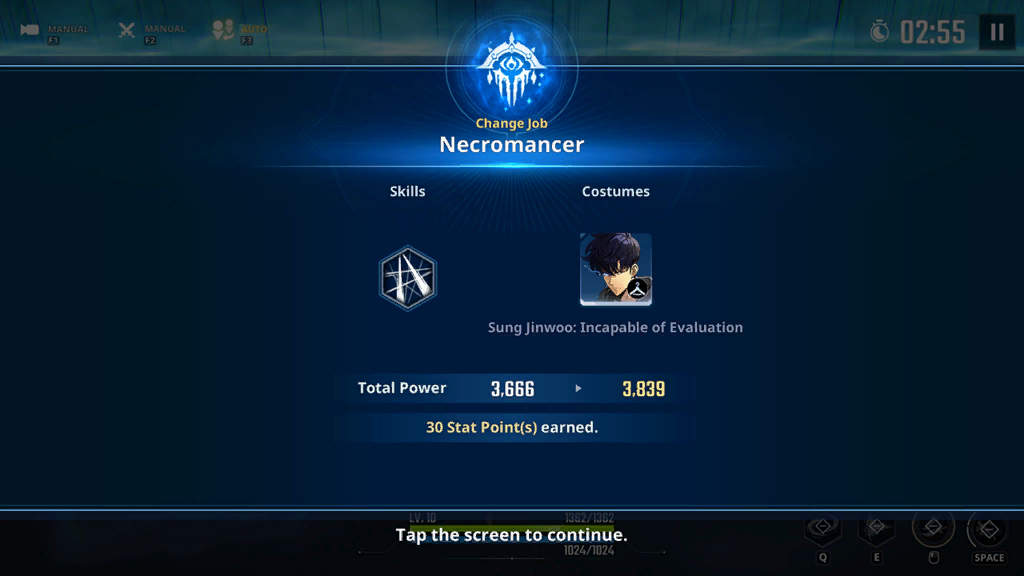 MANUAL
F1
MANUAL
F2
AUTO
F3
02:55
Change Job
Necromancer
Skills
Costumes
Sung Jinwoo: Incapable of Evaluation
Total Power 3,666 3,839
30 Stat Point(s) earned.
LV. 10
1362/1362
Tap the screen to continue.
1024/1024
Q
E
SPACE